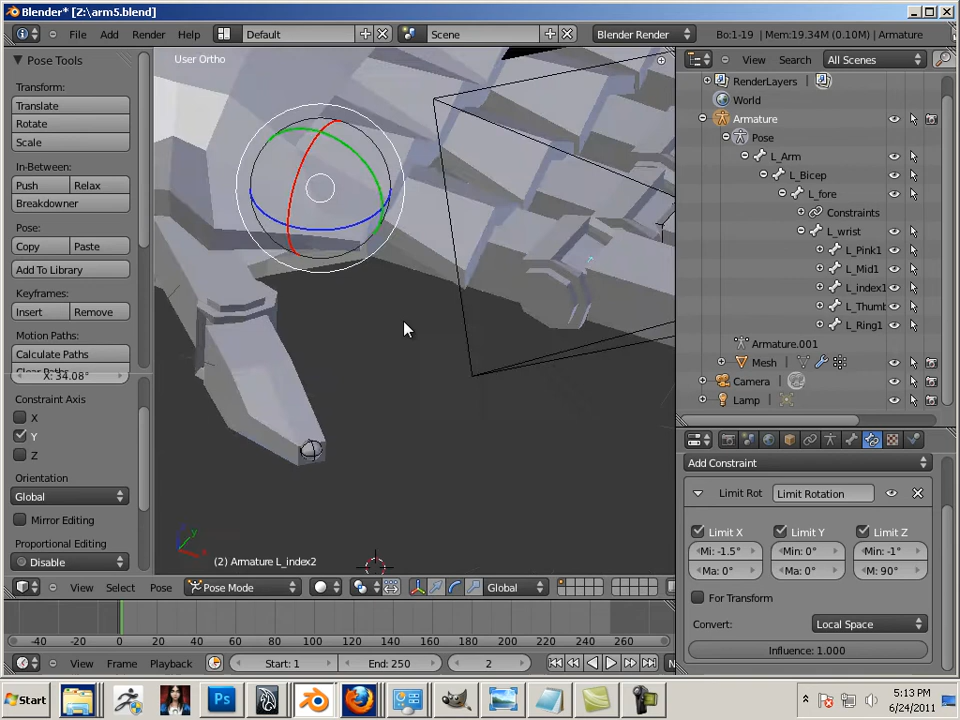 Blender* [Z:\arm5.blend]
File Add Render Help Default Scene Blender Render Bo:1-19 | Mem:19.34M (0.10M) | Armature
Pose Tools
Transform:
Translate
Rotate
Scale
In-Between:
Push Relax
Breakdowner
Pose:
Copy Paste
Add To Library
Keyframes:
Insert Remove
Motion Paths:
Calculate Paths
X: 34.08°
Constraint Axis
X
Y
Z
Orientation
Global
Mirror Editing
Proportional Editing
Disable
User Ortho
(2) Armature L_index2
View Select Pose Pose Mode Global
View Search All Scenes
RenderLayers
World
Armature
Pose
L_Arm
L_Bicep
L_fore
Constraints
L_wrist
L_Pink1
L_Mid1
L_index1
L_Thumb
L_Ring1
Armature.001
Mesh
Camera
Lamp
Add Constraint
Limit Rot Limit Rotation
Limit X Limit Y Limit Z
Mi: -1.5° Min: 0° Min: -1°
Ma: 0° Ma: 0° M: 90°
For Transform
Convert: Local Space
Influence: 1.000
-40 -20 0 20 40 60 80 100 120 140 160 180 200 220 240 260
View Frame Playback Start: 1 End: 250 2
Start Ps 5:13 PM
6/24/2011